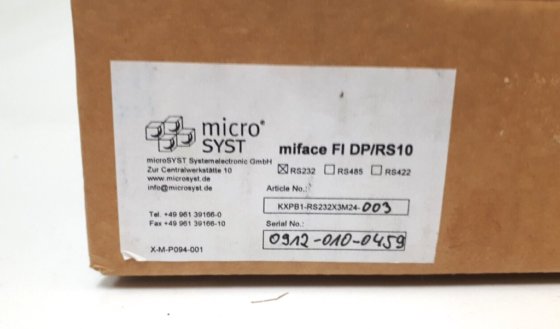 micro®
SYST
microSYST Systemelectronic GmbH
Zur Centralwerkstätte 10
www.microsyst.de
info@microsyst.de
Tel. +49 961 39166-0
Fax +49 961 39166-10
X-M-P094-001
miface FI DP/RS10
☒RS232 ☐RS485 ☐RS422
Article No.:
KXPB1-RS232X3M24-003
Serial No.:
0912-010-0459